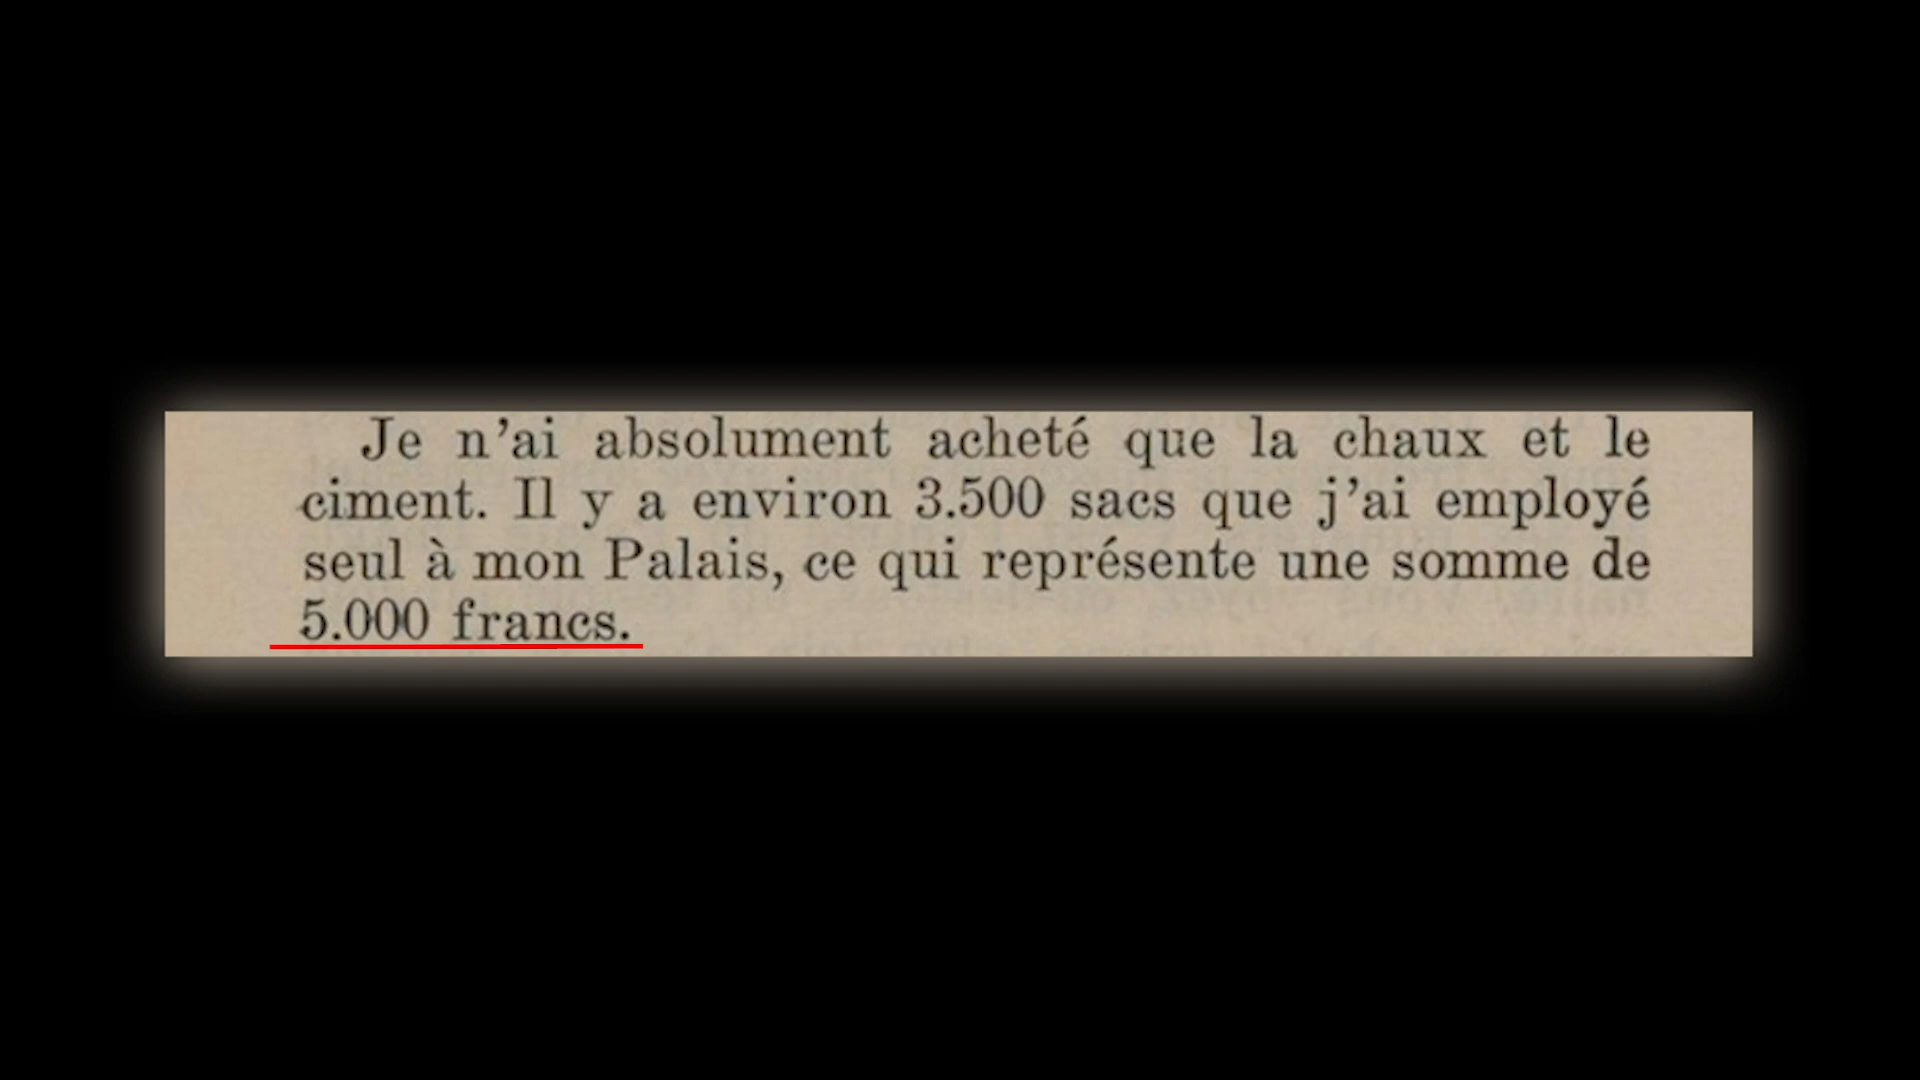 Je n'ai absolument acheté que la chaux et le
ciment. Il y a environ 3.500 sacs que j'ai employé
seul à mon Palais, ce qui représente une somme de
5.000 francs.